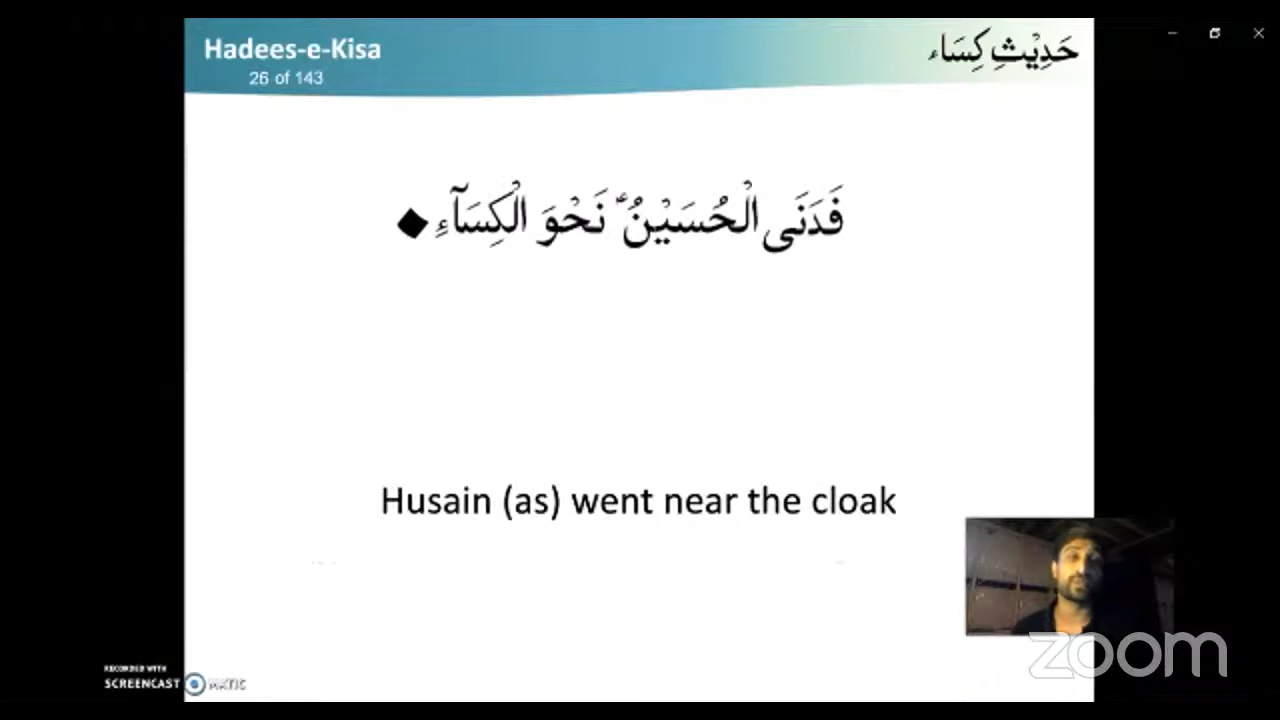 Hadees-e-Kisa
حَدِيْثِ كِسَاء
26 of 143
فَدَنَى الْحُسَيْنُ ؑ نَحْوَ الْكِسَآءِ ◆
Husain (as) went near the cloak
RECORDED WITH
SCREENCAST MATIC
zoom